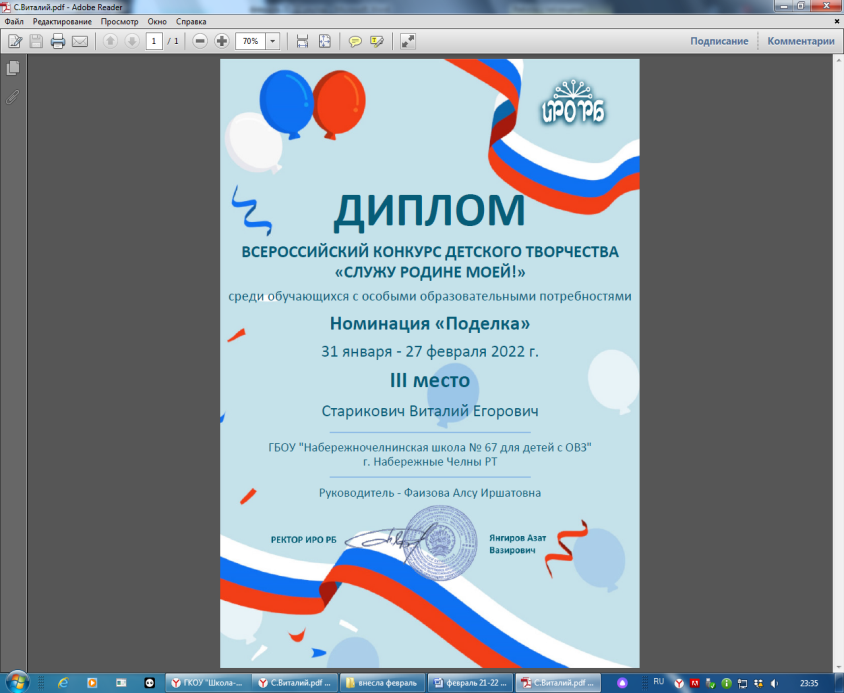 С.Виталий.pdf - Adobe Reader
Файл Редактирование Просмотр Окно Справка
1 / 1 70% Подписание Комментарии
ИРО РБ
ДИПЛОМ
ВСЕРОССИЙСКИЙ КОНКУРС ДЕТСКОГО ТВОРЧЕСТВА
«СЛУЖУ РОДИНЕ МОЕЙ!»
среди обучающихся с особыми образовательными потребностями
Номинация «Поделка»
31 января - 27 февраля 2022 г.
III место
Старикович Виталий Егорович
ГБОУ "Набережночелнинская школа № 67 для детей с ОВЗ"
г. Набережные Челны РТ
Руководитель - Фаизова Алсу Иршатовна
РЕКТОР ИРО РБ
Янгиров Азат
Вазирович
ГКОУ "Школа-... С.Виталий.pdf ... внесла февраль февраль 21-22 ... С.Виталий.pdf ... RU 23:35